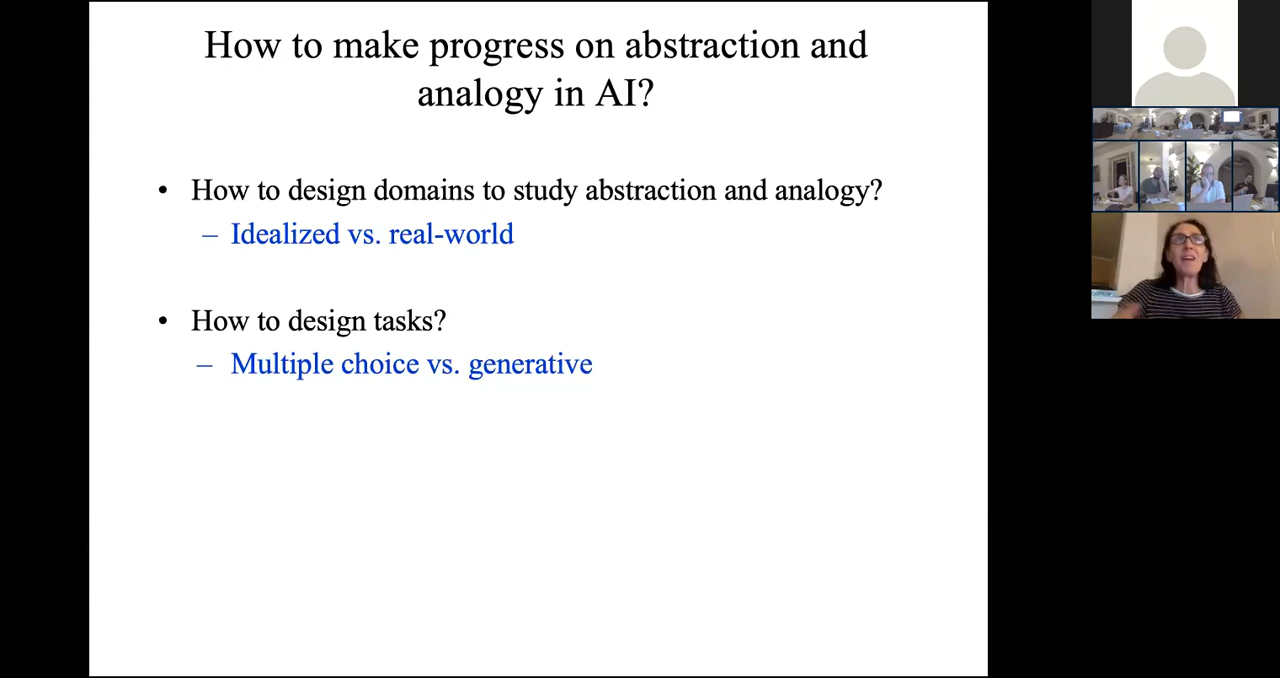 How to make progress on abstraction and
analogy in AI?
• How to design domains to study abstraction and analogy?
– Idealized vs. real-world
• How to design tasks?
– Multiple choice vs. generative